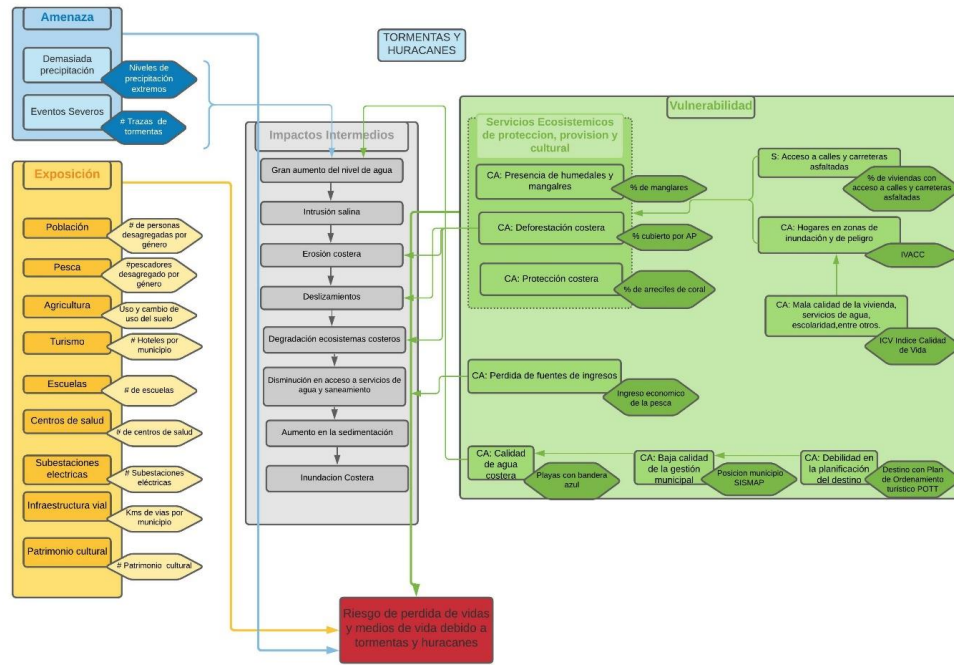 TORMENTAS Y
HURACANES
Amenaza
Demasiada
precipitación
Niveles de
precipitación
extremos
Eventos Severos
# Trazas de
tormentas
Exposición
Población
# de personas
desagregadas por
género
Pesca
#pescadores
desagregado por
género
Agricultura
Uso y cambio de
uso del suelo
Turismo
# Hoteles por
municipio
Escuelas
# de escuelas
Centros de salud
# de centros de salud
Subestaciones
electricas
# Subestaciones
eléctricas
Infraestructura vial
Kms de vias por
municipio
Patrimonio cultural
# Patrimonio cultural
Impactos Intermedios
Gran aumento del nivel de agua
Intrusión salina
Erosión costera
Deslizamientos
Degradación ecosistemas costeros
Disminución en acceso a servicios de
agua y saneamiento
Aumento en la sedimentación
Inundacion Costera
Vulnerabilidad
Servicios Ecosistemicos
de proteccion, provision y
cultural
CA: Presencia de humedales y
mangalres
% de manglares
CA: Deforestación costera
% cubierto por AP
CA: Protección costera
% de arrecifes de coral
S: Acceso a calles y carreteras
asfaltadas
% de viviendas con
acceso a calles y carreteras
asfaltadas
CA: Hogares en zonas de
inundación y de peligro
IVACC
CA: Mala calidad de la vivienda,
servicios de agua,
escolaridad,entre otros.
ICV Indice Calidad
de Vida
CA: Perdida de fuentes de ingresos
Ingreso economico
de la pesca
CA: Calidad
de agua
costera
Playas con bandera
azul
CA: Baja calidad
de la gestión
municipal
Posicion municipio
SISMAP
CA: Debilidad en
la planificación
del destino
Destino con Plan
de Ordenamiento
turístico POTT
Riesgo de perdida de vidas
y medios de vida debido a
tormentas y huracanes